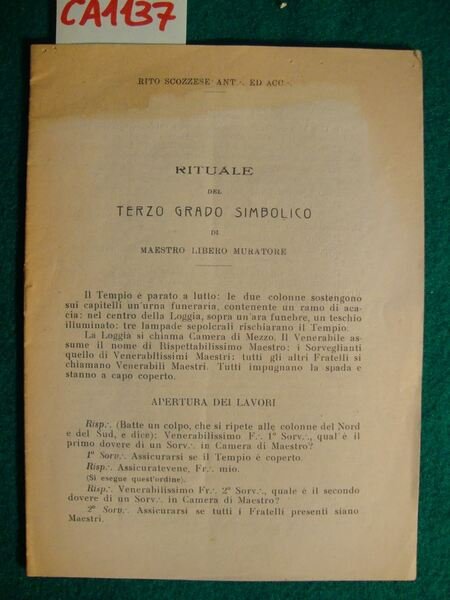 CA1137
RITO SCOZZESE ANT∴ ED ACC∴
RITUALE
DEL
TERZO GRADO SIMBOLICO
DI
MAESTRO LIBERO MURATORE
Il Tempio è parato a lutto: le due colonne sostengono
sui capitelli un'urna funeraria, contenente un ramo di aca-
cia: nel centro della Loggia, sopra un'ara funebre, un teschio
illuminato: tre lampade sepolcrali rischiarano il Tempio.
La Loggia si chiama Camera di Mezzo. Il Venerabile as-
sume il nome di Rispettabilissimo Maestro: i Sorveglianti
quello di Venerabiltissimi Maestri: tutti gli altri Fratelli si
chiamano Venerabili Maestri. Tutti impugnano la spada e
stanno a capo coperto.
APERTURA DEI LAVORI
Risp∴ (Batte un colpo, che si ripete alle colonne del Nord
e del Sud, e dice): Venerabilissimo F∴ 1º Sorv∴, qual'è il
primo dovere di un Sorv∴ in Camera di Maestro?
1º Sorv∴ Assicurarsi se il Tempio è coperto.
Risp∴ Assicuratevene, Fr∴ mio.
(Si esegue quest'ordine).
Risp∴ Venerabilissimo Fr∴ 2º Sorv∴, quale è il secondo
dovere di un Sorv∴ in Camera di Maestro?
2º Sorv∴ Assicurarsi se tutti i Fratelli presenti siano
Maestri.